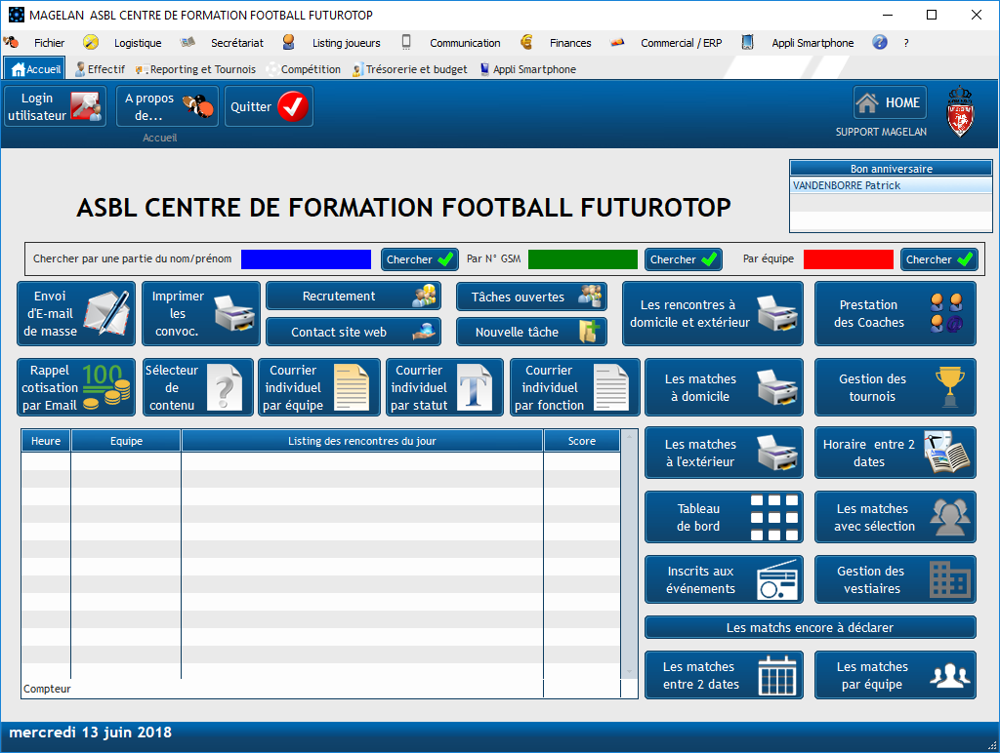 MAGELAN  ASBL CENTRE DE FORMATION FOOTBALL FUTUROTOP
Fichier Logistique Secrétariat Listing joueurs Communication Finances Commercial / ERP Appli Smartphone ?
Accueil Effectif Reporting et Tournois Compétition Trésorerie et budget Appli Smartphone
Login
utilisateur
A propos
de...
Quitter
Accueil
HOME
SUPPORT MAGELAN
Bon anniversaire
VANDENBORRE Patrick
ASBL CENTRE DE FORMATION FOOTBALL FUTUROTOP
Chercher par une partie du nom/prénom Chercher Par N° GSM Chercher Par équipe Chercher
Envoi
d'E-mail
de masse
Imprimer
les
convoc.
Recrutement
Contact site web
Tâches ouvertes
Nouvelle tâche
Les rencontres à
domicile et extérieur
Prestation
des Coaches
Rappel
cotisation
par Email
100
Sélecteur
de
contenu
Courrier
individuel
par équipe
Courrier
individuel
par statut
T
Courrier
individuel
par fonction
Les matches
à domicile
Gestion des
tournois
Heure Equipe Listing des rencontres du jour Score
Les matches
à l'extérieur
Horaire  entre 2
dates
Tableau
de bord
Les matches
avec sélection
Inscrits aux
événements
Gestion des
vestiaires
Les matchs encore à déclarer
Les matches
entre 2 dates
Les matches
par équipe
Compteur
mercredi 13 juin 2018